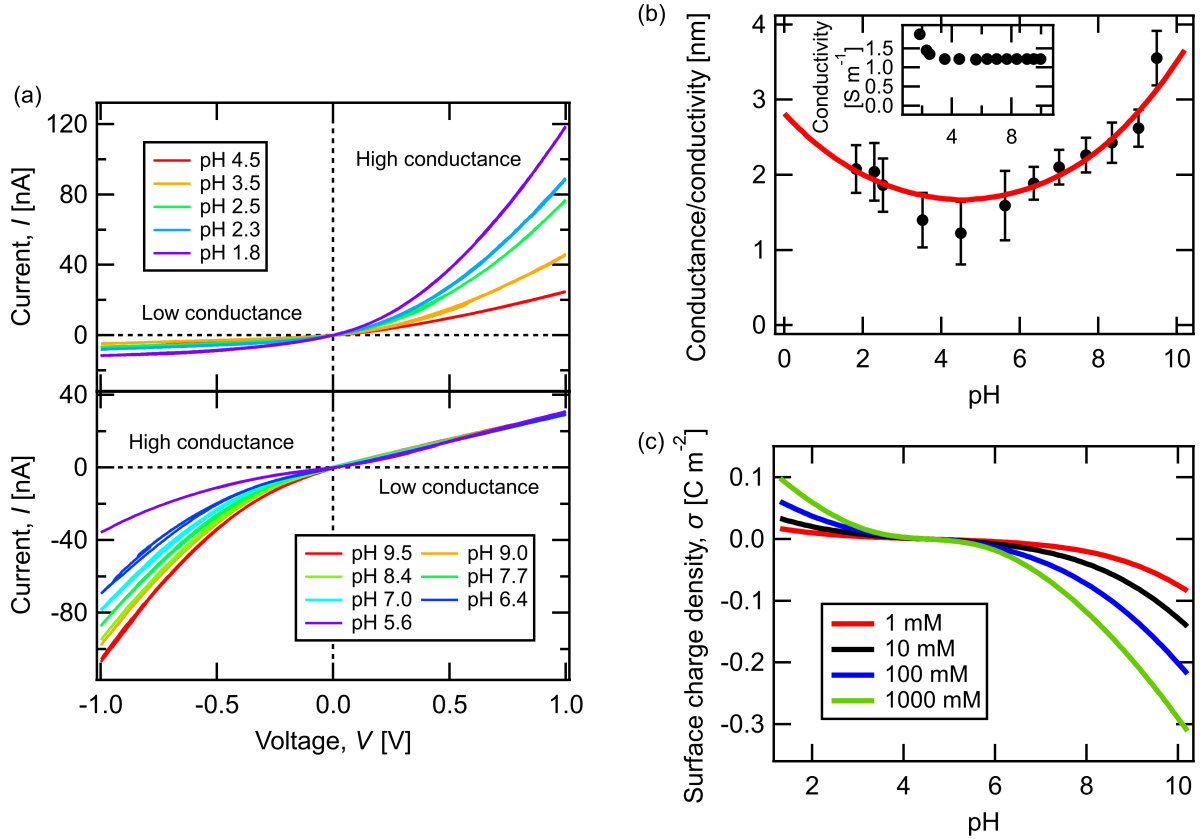 (a)
120
80
40
0
Current, I [nA]
pH 4.5
pH 3.5
pH 2.5
pH 2.3
pH 1.8
High conductance
Low conductance
40
0
-40
-80
Current, I [nA]
High conductance
Low conductance
pH 9.5 pH 9.0
pH 8.4 pH 7.7
pH 7.0 pH 6.4
pH 5.6
-1.0 -0.5 0.0 0.5 1.0
Voltage, V [V]
(b)
Conductance/conductivity [nm]
4
3
2
1
0
Conductivity
[S m-1]
1.5
1.0
0.5
0.0
4 8
0 2 4 6 8 10
pH
(c)
Surface charge density, σ [C m-2]
0.1
0.0
-0.1
-0.2
-0.3
1 mM
10 mM
100 mM
1000 mM
2 4 6 8 10
pH